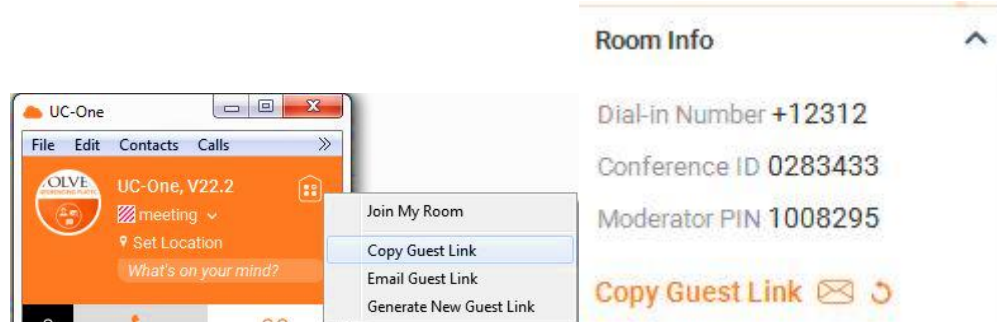 UC-One
File Edit Contacts Calls »
OLVE
UC-One, V22.2
meeting
Set Location
What's on your mind?
Join My Room
Copy Guest Link
Email Guest Link
Generate New Guest Link
Room Info
Dial-in Number +12312
Conference ID 0283433
Moderator PIN 1008295
Copy Guest Link